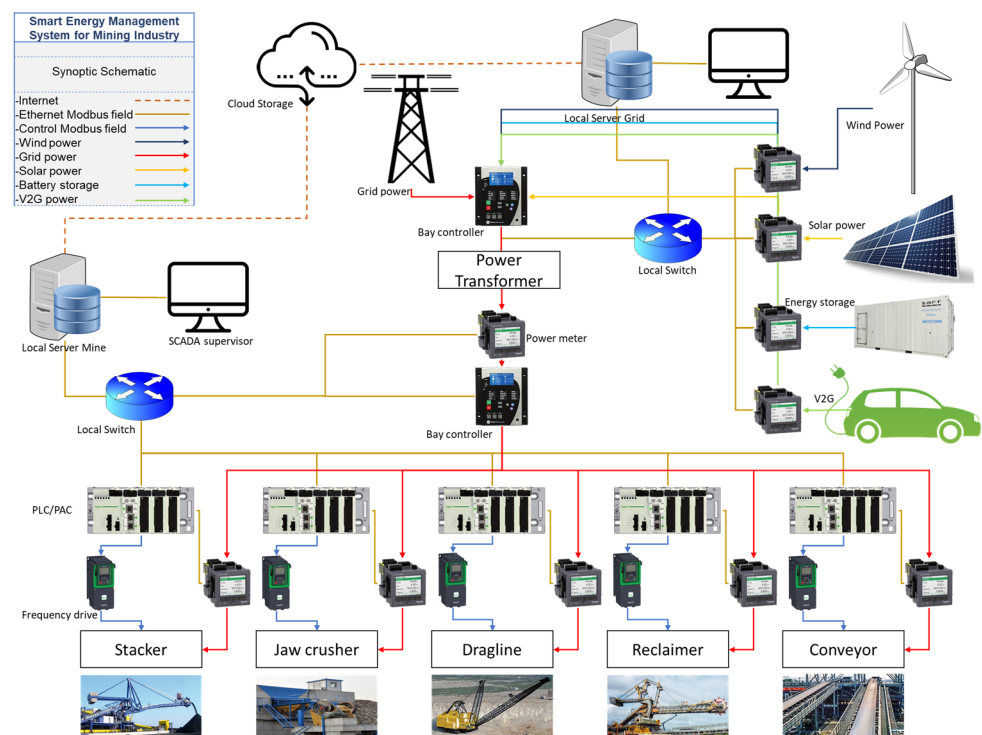 Smart Energy Management
System for Mining Industry
Synoptic Schematic
-Internet
-Ethernet Modbus field
-Control Modbus field
-Wind power
-Grid power
-Solar power
-Battery storage
-V2G power
Cloud Storage
Local Server Grid
Wind Power
Grid power
Bay controller
Solar power
Local Switch
Power
Transformer
Energy storage
Local Server Mine
SCADA supervisor
Power meter
V2G
Local Switch
Bay controller
PLC/PAC
Frequency drive
Stacker
Jaw crusher
Dragline
Reclaimer
Conveyor